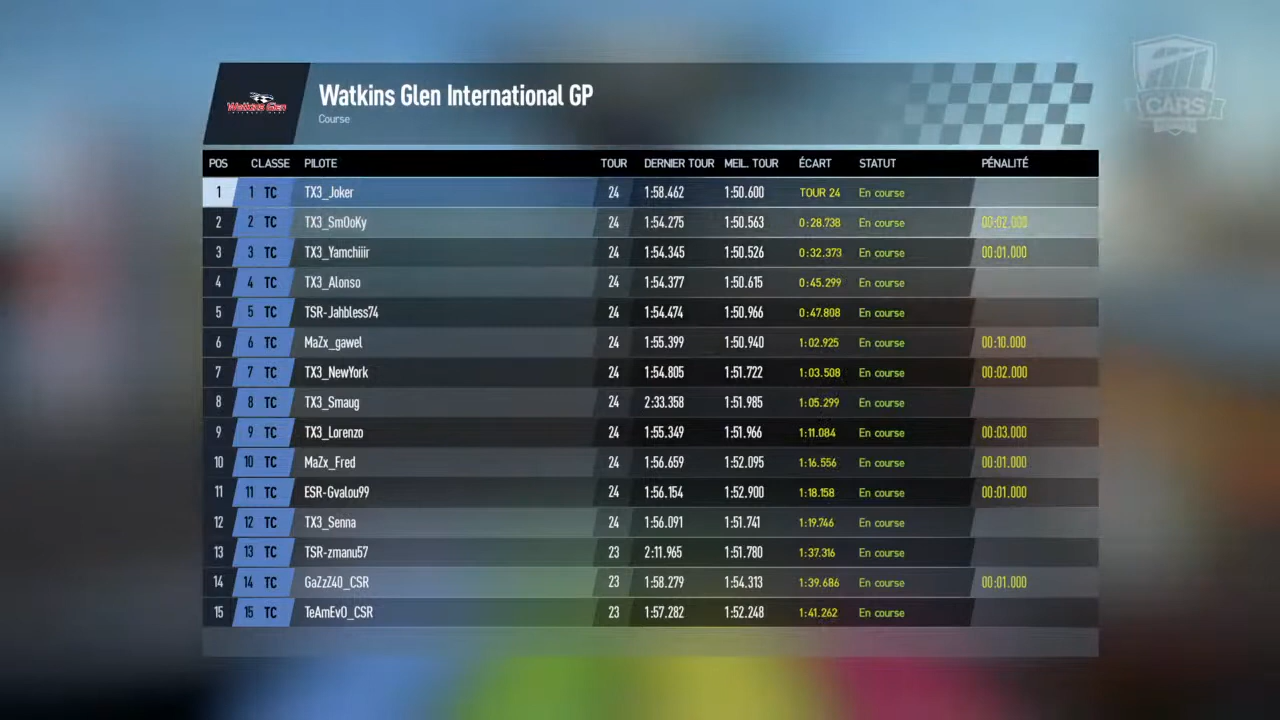 Watkins Glen
Watkins Glen International GP
Course
CARS
POS CLASSE PILOTE TOUR DERNIER TOUR MEIL. TOUR ÉCART STATUT PÉNALITÉ
1 1 TC TX3_Joker 24 1:58.462 1:50.600 TOUR 24 En course
2 2 TC TX3_Sm0oKy 24 1:54.275 1:50.563 0:28.738 En course 00:02.000
3 3 TC TX3_Yamchiiir 24 1:54.345 1:50.526 0:32.373 En course 00:01.000
4 4 TC TX3_Alonso 24 1:54.377 1:50.615 0:45.299 En course
5 5 TC TSR-Jahbless74 24 1:54.474 1:50.966 0:47.808 En course
6 6 TC MaZx_gawel 24 1:55.399 1:50.940 1:02.925 En course 00:10.000
7 7 TC TX3_NewYork 24 1:54.805 1:51.722 1:03.508 En course 00:02.000
8 8 TC TX3_Smaug 24 2:33.358 1:51.985 1:05.299 En course
9 9 TC TX3_Lorenzo 24 1:55.349 1:51.966 1:11.084 En course 00:03.000
10 10 TC MaZx_Fred 24 1:56.659 1:52.095 1:16.556 En course 00:01.000
11 11 TC ESR-Gvalou99 24 1:56.154 1:52.900 1:18.158 En course 00:01.000
12 12 TC TX3_Senna 24 1:56.091 1:51.741 1:19.746 En course
13 13 TC TSR-zmanu57 23 2:11.965 1:51.780 1:37.316 En course
14 14 TC GaZzZ40_CSR 23 1:58.279 1:54.313 1:39.686 En course 00:01.000
15 15 TC TeAmEvO_CSR 23 1:57.282 1:52.248 1:41.262 En course